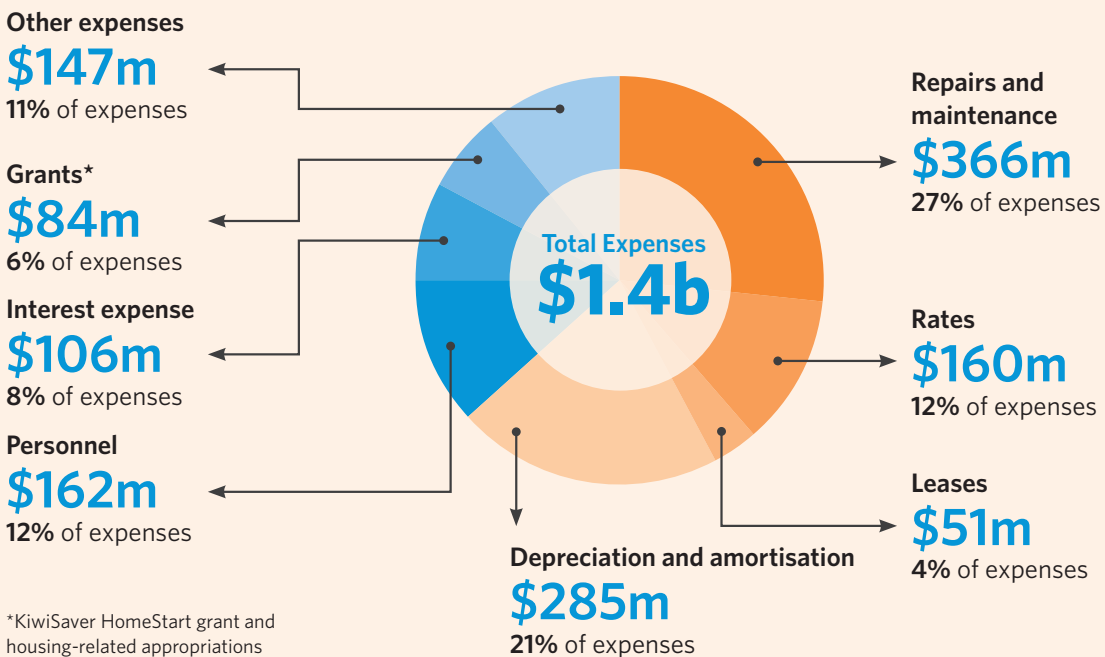 Other expenses
$147m
11% of expenses
Grants*
$84m
6% of expenses
Interest expense
$106m
8% of expenses
Personnel
$162m
12% of expenses
*KiwiSaver HomeStart grant and
housing-related appropriations
Total Expenses
$1.4b
Depreciation and amortisation
$285m
21% of expenses
Repairs and
maintenance
$366m
27% of expenses
Rates
$160m
12% of expenses
Leases
$51m
4% of expenses